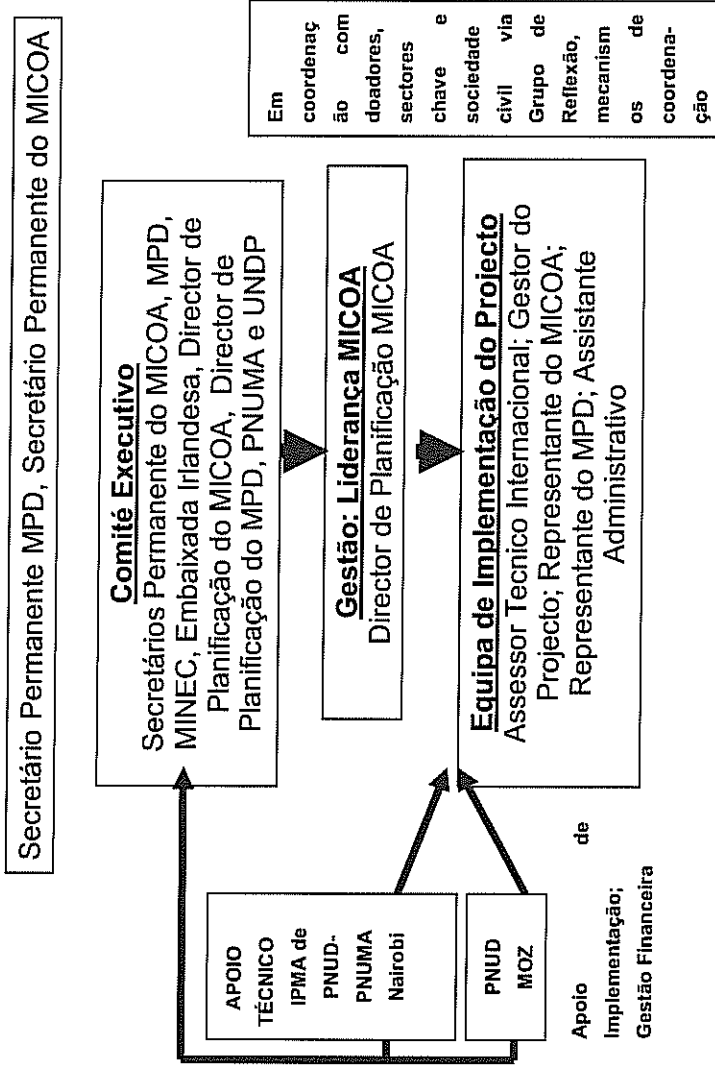 Secretário Permanente MPD, Secretário Permanente do MICOA
Comité Executivo
Secretários Permanente do MICOA, MPD,
MINEC, Embaixada Irlandesa, Director de
Planificação do MICOA, Director de
Planificação do MPD, PNUMA e UNDP
Gestão: Liderança MICOA
Director de Planificação MICOA
Equipa de Implementação do Projecto
Assessor Tecnico Internacional; Gestor do
Projecto; Representante do MICOA;
Representante do MPD; Assistante
Administrativo
APOIO
TÉCNICO
IPMA de
PNUD-
PNUMA
Nairobi
PNUD
MOZ
Apoio de
Implementação;
Gestão Financeira
Em
coordenaç
ão com
doadores,
sectores
chave e
sociedade
civil via
Grupo de
Reflexão,
mecanism
os de
coordena-
ção